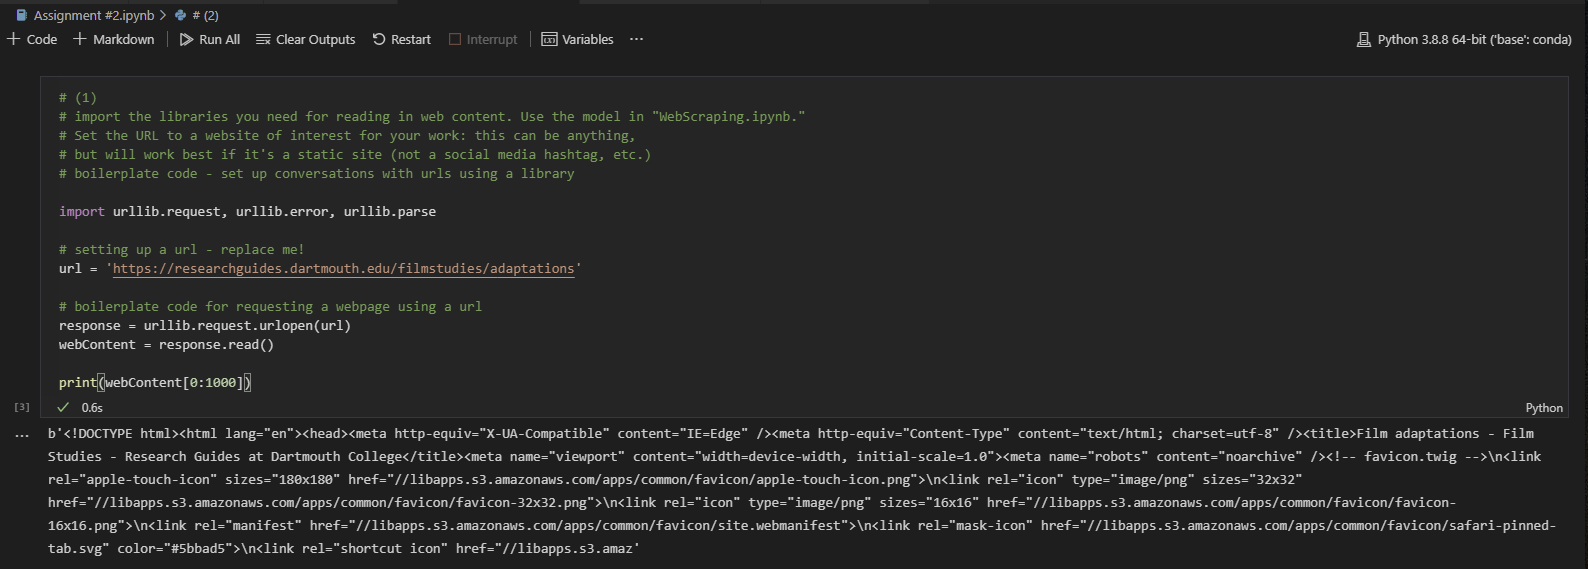 Assignment #2.ipynb > # (2)
+ Code + Markdown Run All Clear Outputs Restart Interrupt Variables ··· Python 3.8.8 64-bit ('base': conda)
# (1)
# import the libraries you need for reading in web content. Use the model in "WebScraping.ipynb."
# Set the URL to a website of interest for your work: this can be anything,
# but will work best if it's a static site (not a social media hashtag, etc.)
# boilerplate code - set up conversations with urls using a library
import urllib.request, urllib.error, urllib.parse
# setting up a url - replace me!
url = 'https://researchguides.dartmouth.edu/filmstudies/adaptations'
# boilerplate code for requesting a webpage using a url
response = urllib.request.urlopen(url)
webContent = response.read()
print(webContent[0:1000])
[3] ✓ 0.6s Python
··· b'<!DOCTYPE html><html lang="en"><head><meta http-equiv="X-UA-Compatible" content="IE=Edge" /><meta http-equiv="Content-Type" content="text/html; charset=utf-8" /><title>Film adaptations - Film
Studies - Research Guides at Dartmouth College</title><meta name="viewport" content="width=device-width, initial-scale=1.0"><meta name="robots" content="noarchive" /><!-- favicon.twig -->\n<link
rel="apple-touch-icon" sizes="180x180" href="//libapps.s3.amazonaws.com/apps/common/favicon/apple-touch-icon.png">\n<link rel="icon" type="image/png" sizes="32x32"
href="//libapps.s3.amazonaws.com/apps/common/favicon/favicon-32x32.png">\n<link rel="icon" type="image/png" sizes="16x16" href="//libapps.s3.amazonaws.com/apps/common/favicon/favicon-
16x16.png">\n<link rel="manifest" href="//libapps.s3.amazonaws.com/apps/common/favicon/site.webmanifest">\n<link rel="mask-icon" href="//libapps.s3.amazonaws.com/apps/common/favicon/safari-pinned-
tab.svg" color="#5bbad5">\n<link rel="shortcut icon" href="//libapps.s3.amaz'